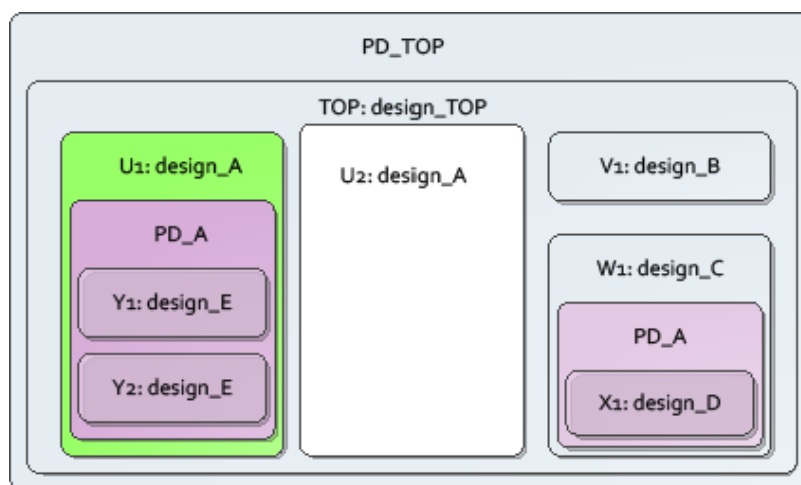 PD_TOP
TOP: design_TOP
U1: design_A
PD_A
Y1: design_E
Y2: design_E
U2: design_A
V1: design_B
W1: design_C
PD_A
X1: design_D